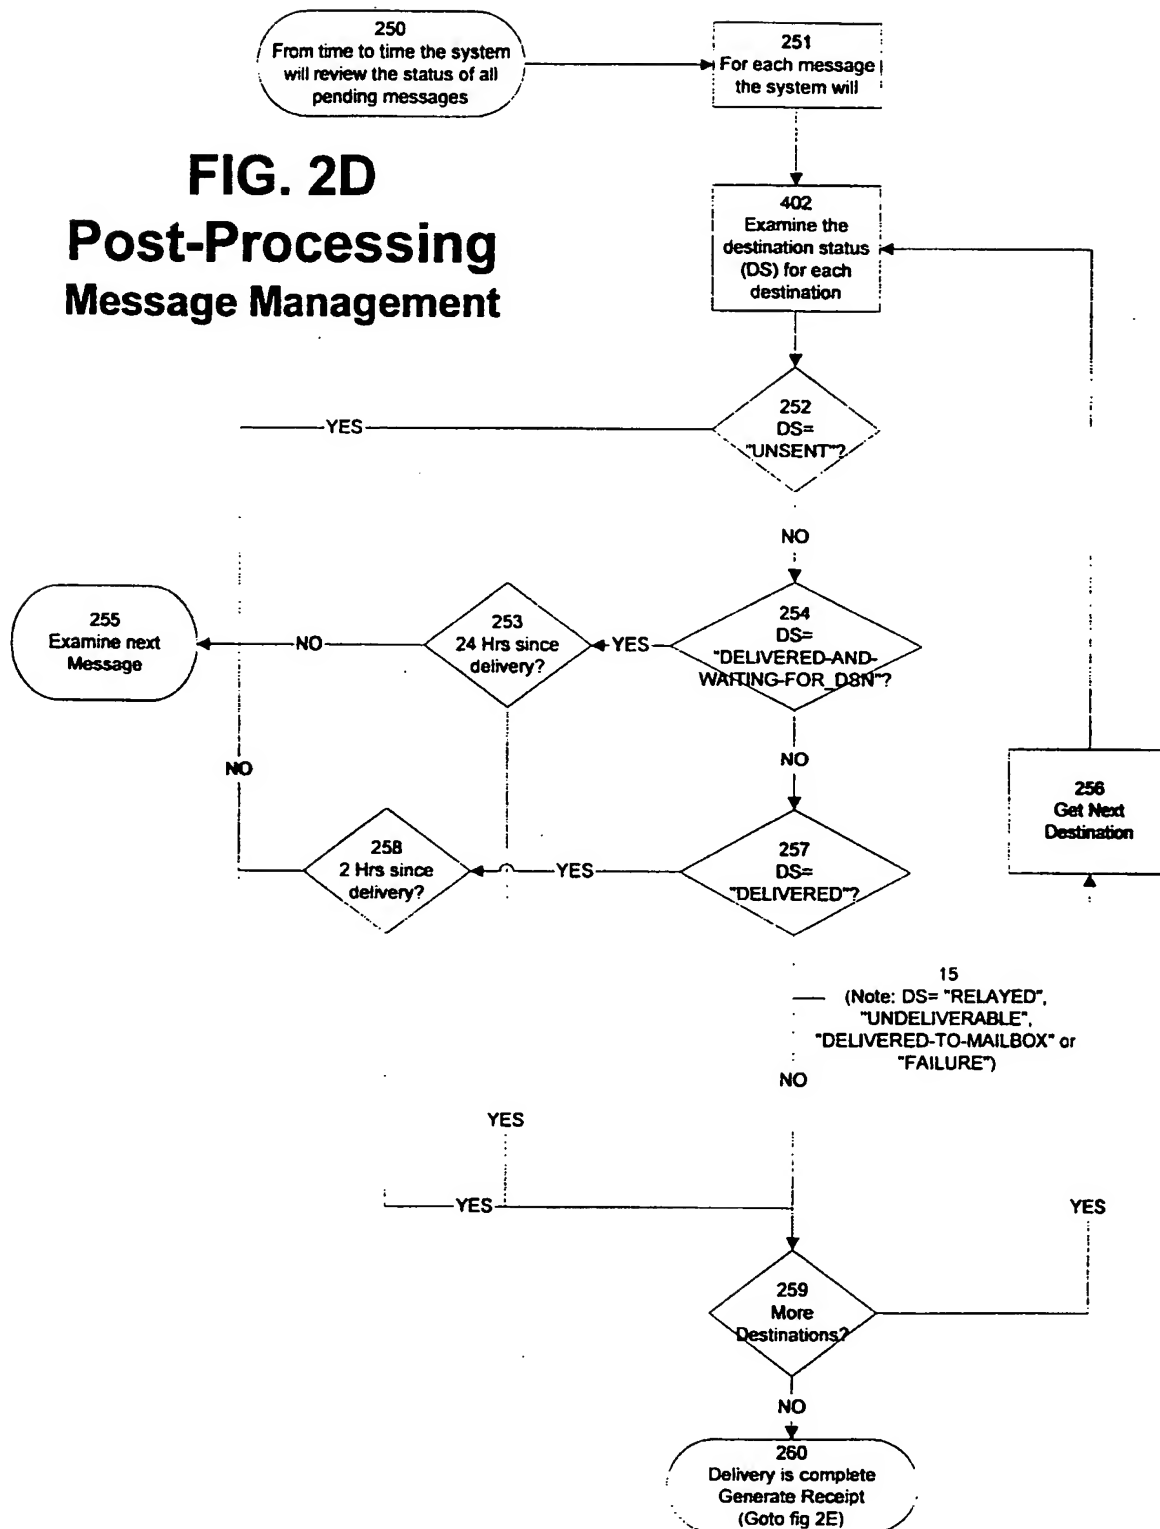 250
From time to time the system
will review the status of all
pending messages
251
For each message
the system will
FIG. 2D
Post-Processing
Message Management
402
Examine the
destination status
(DS) for each
destination
252
DS=
"UNSENT"?
YES
NO
255
Examine next
Message
NO
253
24 Hrs since
delivery?
YES
254
DS=
"DELIVERED-AND-
WAITING-FOR_DSN"?
NO
NO
256
Get Next
Destination
258
2 Hrs since
delivery?
YES
257
DS=
"DELIVERED"?
15
(Note: DS= "RELAYED",
"UNDELIVERABLE",
"DELIVERED-TO-MAILBOX" or
"FAILURE")
NO
YES
YES
YES
259
More
Destinations?
NO
260
Delivery is complete
Generate Receipt
(Goto fig 2E)